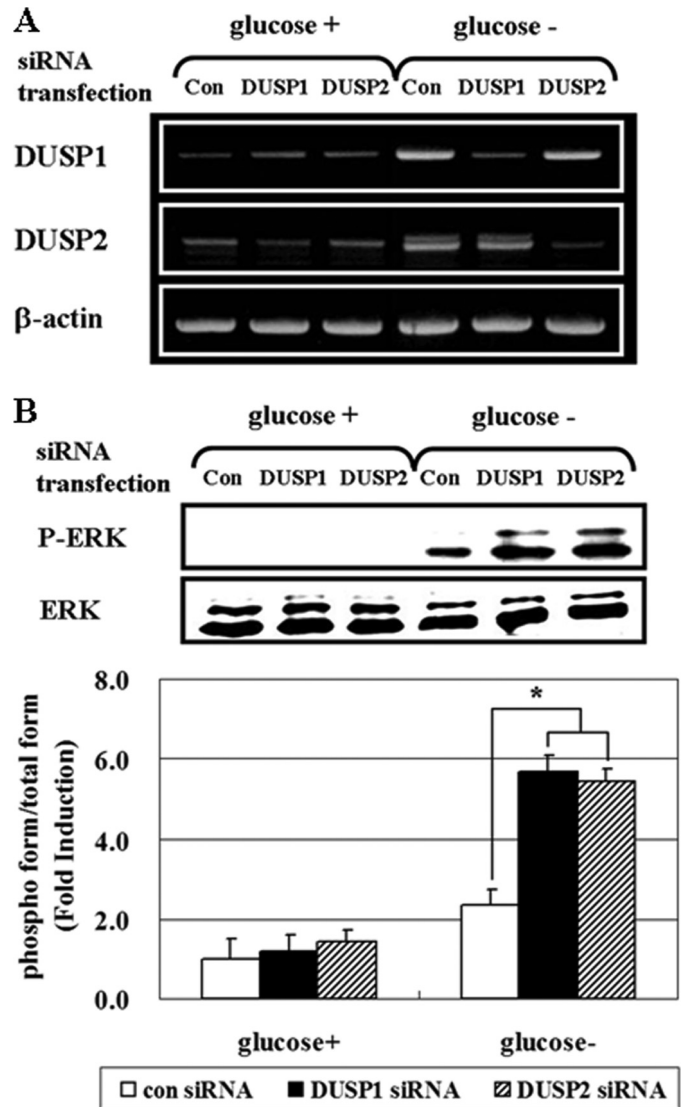 A
glucose + glucose -
siRNA
transfection
Con DUSP1 DUSP2 Con DUSP1 DUSP2
DUSP1
DUSP2
β-actin
B
glucose + glucose -
siRNA
transfection
Con DUSP1 DUSP2 Con DUSP1 DUSP2
P-ERK
ERK
phospho form/total form
(Fold Induction)
8.0
6.0
4.0
2.0
0.0
*
glucose+ glucose-
con siRNA DUSP1 siRNA DUSP2 siRNA